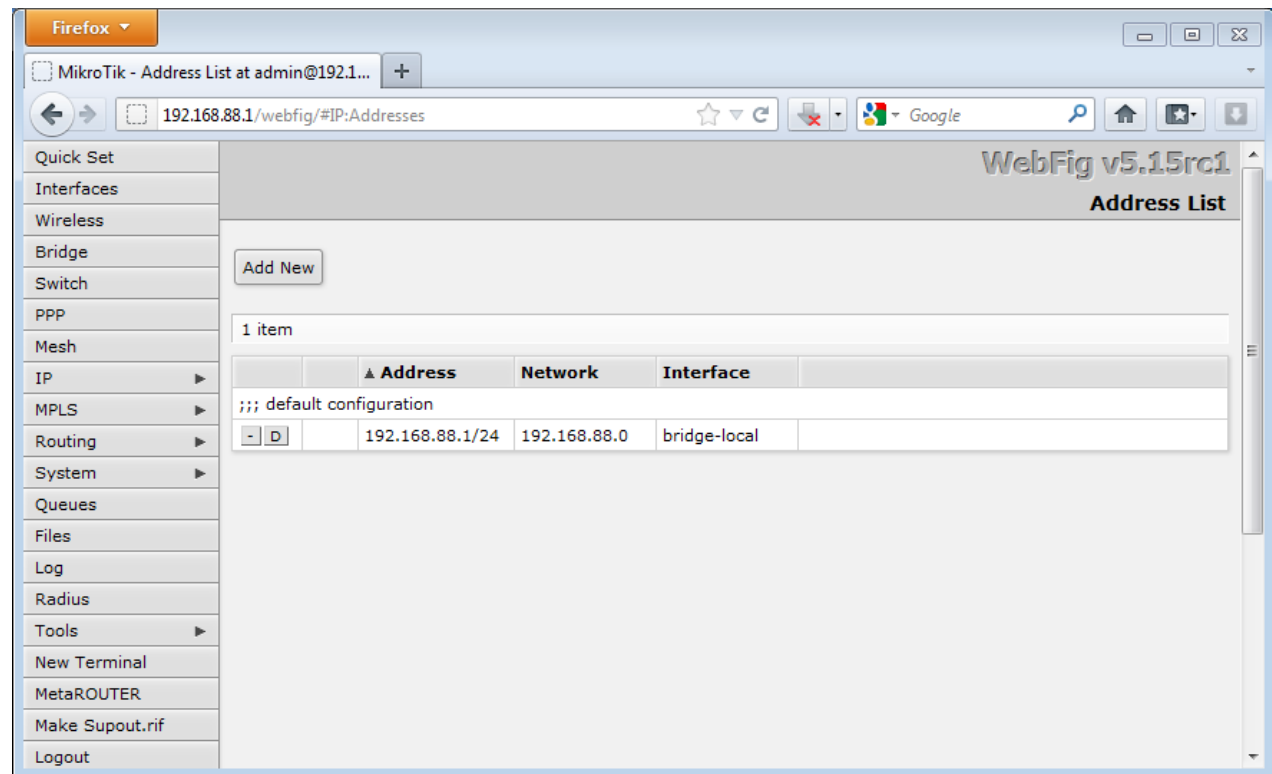 Firefox
MikroTik - Address List at admin@192.1...
192.168.88.1/webfig/#IP:Addresses
Google
Quick Set
Interfaces
Wireless
Bridge
Switch
PPP
Mesh
IP
MPLS
Routing
System
Queues
Files
Log
Radius
Tools
New Terminal
MetaROUTER
Make Supout.rif
Logout
WebFig v5.15rc1
Address List
Add New
1 item
Address Network Interface
;;; default configuration
- D 192.168.88.1/24 192.168.88.0 bridge-local